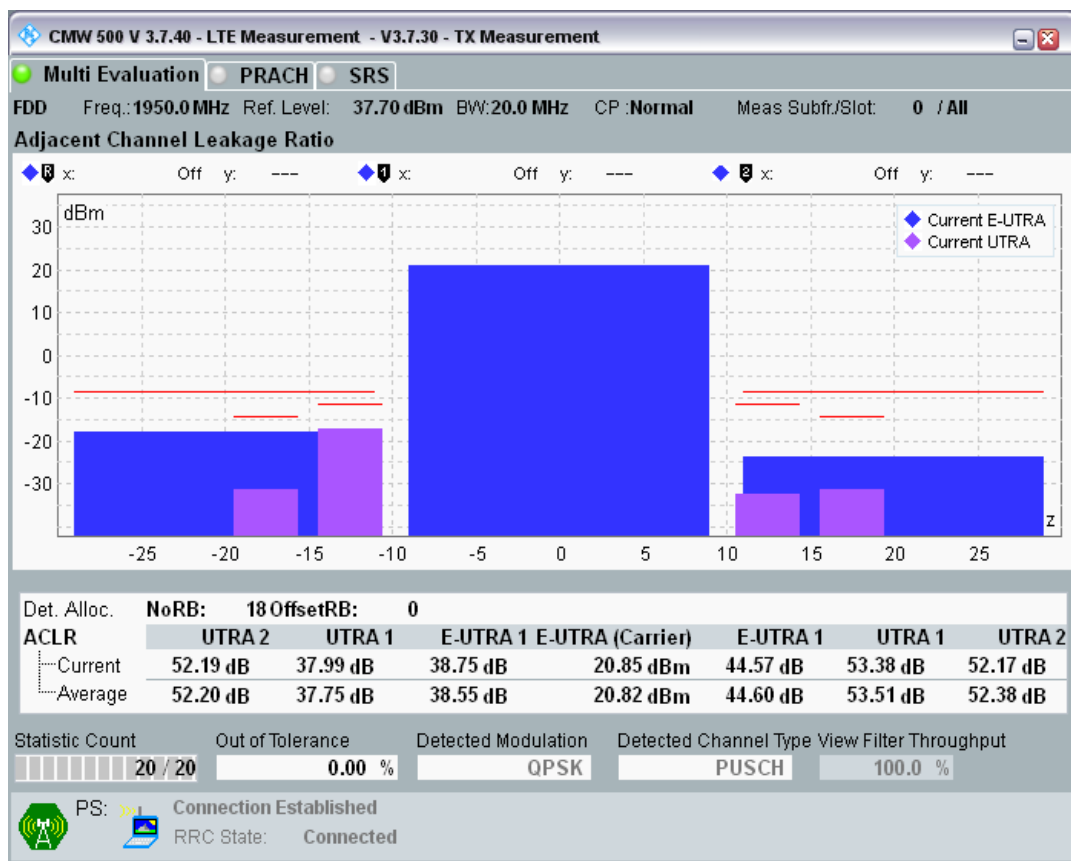 CMW 500 V 3.7.40 - LTE Measurement - V3.7.30 - TX Measurement
Multi Evaluation PRACH SRS
FDD Freq.:1950.0 MHz Ref. Level: 37.70 dBm BW:20.0 MHz CP :Normal Meas Subfr./Slot: 0 / All
Adjacent Channel Leakage Ratio
R x: Off y: --- 1 x: Off y: --- 2 x: Off y: ---
dBm
Current E-UTRA
Current UTRA
30
20
10
0
-10
-20
-30
z
-25 -20 -15 -10 -5 0 5 10 15 20 25
Det. Alloc. NoRB: 18 OffsetRB: 0
ACLR UTRA 2 UTRA 1 E-UTRA 1 E-UTRA (Carrier) E-UTRA 1 UTRA 1 UTRA 2
Current 52.19 dB 37.99 dB 38.75 dB 20.85 dBm 44.57 dB 53.38 dB 52.17 dB
Average 52.20 dB 37.75 dB 38.55 dB 20.82 dBm 44.60 dB 53.51 dB 52.38 dB
Statistic Count Out of Tolerance Detected Modulation Detected Channel Type View Filter Throughput
20 / 20 0.00 % QPSK PUSCH 100.0 %
PS: Connection Established
RRC State: Connected